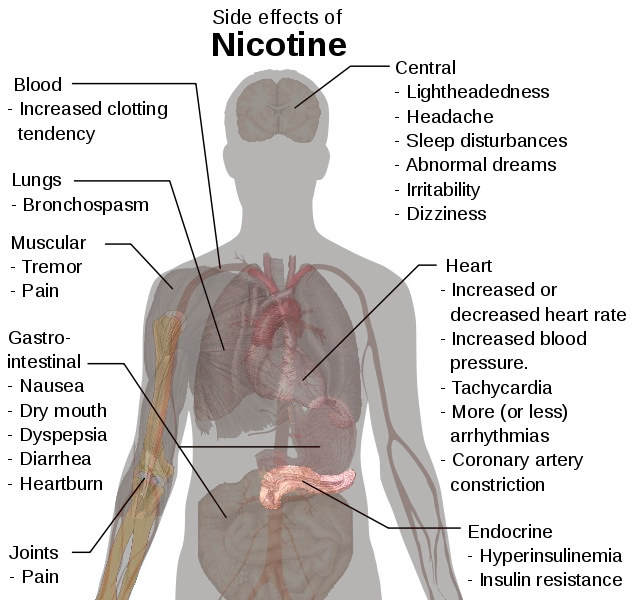 Side effects of
Nicotine
Blood
- Increased clotting
tendency
Lungs
- Bronchospasm
Muscular
- Tremor
- Pain
Gastro-
intestinal
- Nausea
- Dry mouth
- Dyspepsia
- Diarrhea
- Heartburn
Joints
- Pain
Central
- Lightheadedness
- Headache
- Sleep disturbances
- Abnormal dreams
- Irritability
- Dizziness
Heart
- Increased or
decreased heart rate
- Increased blood
pressure.
- Tachycardia
- More (or less)
arrhythmias
- Coronary artery
constriction
Endocrine
- Hyperinsulinemia
- Insulin resistance